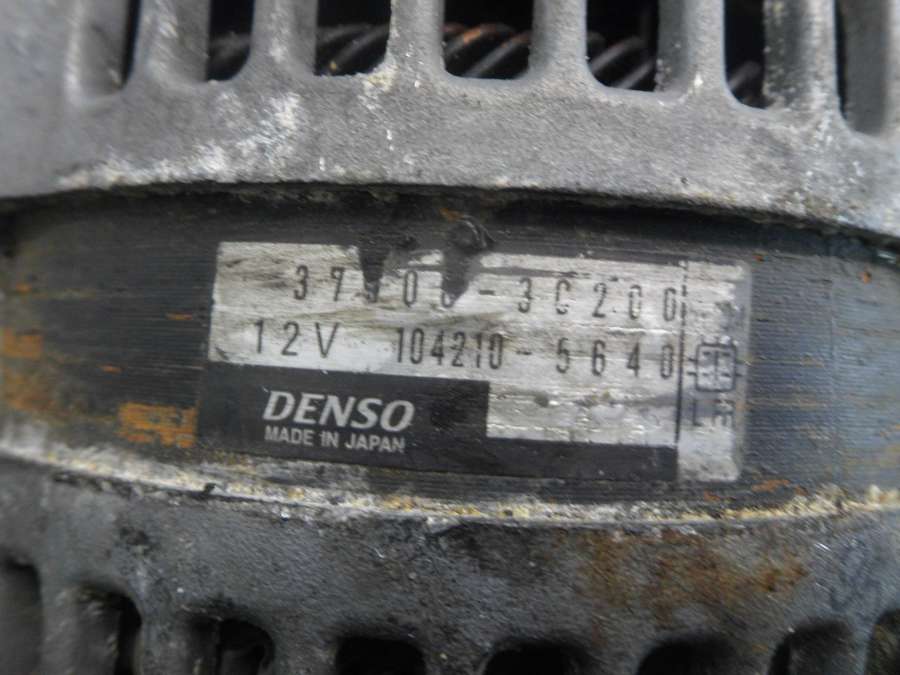 37300-3C200
12V 104210-5640
DENSO
MADE IN JAPAN
L